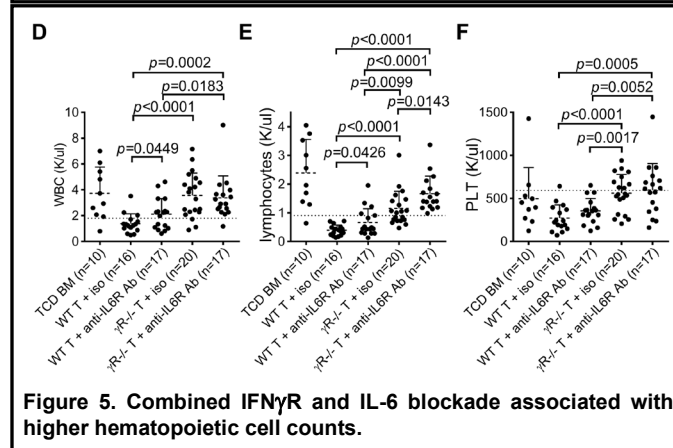 D
E
F
p=0.0002
p=0.0183
p<0.0001
p=0.0449
WBC (K/ul)
10
8
6
4
2
0
TCD BM (n=10)
WT T + iso (n=16)
WT T + anti-IL6R Ab (n=17)
γR-/- T + iso (n=20)
γR-/- T + anti-IL6R Ab (n=17)
p<0.0001
p<0.0001
p=0.0099
p=0.0143
p<0.0001
p=0.0426
lymphocytes (K/ul)
4
3
2
1
0
TCD BM (n=10)
WT T + iso (n=16)
WT T + anti-IL6R Ab (n=17)
γR-/- T + iso (n=20)
γR-/- T + anti-IL6R Ab (n=17)
p=0.0005
p=0.0052
p<0.0001
p=0.0017
PLT (K/ul)
1500
1000
500
0
TCD BM (n=10)
WT T + iso (n=16)
WT T + anti-IL6R Ab (n=17)
γR-/- T + iso (n=20)
γR-/- T + anti-IL6R Ab (n=17)
Figure 5. Combined IFNγR and IL-6 blockade associated with
higher hematopoietic cell counts.